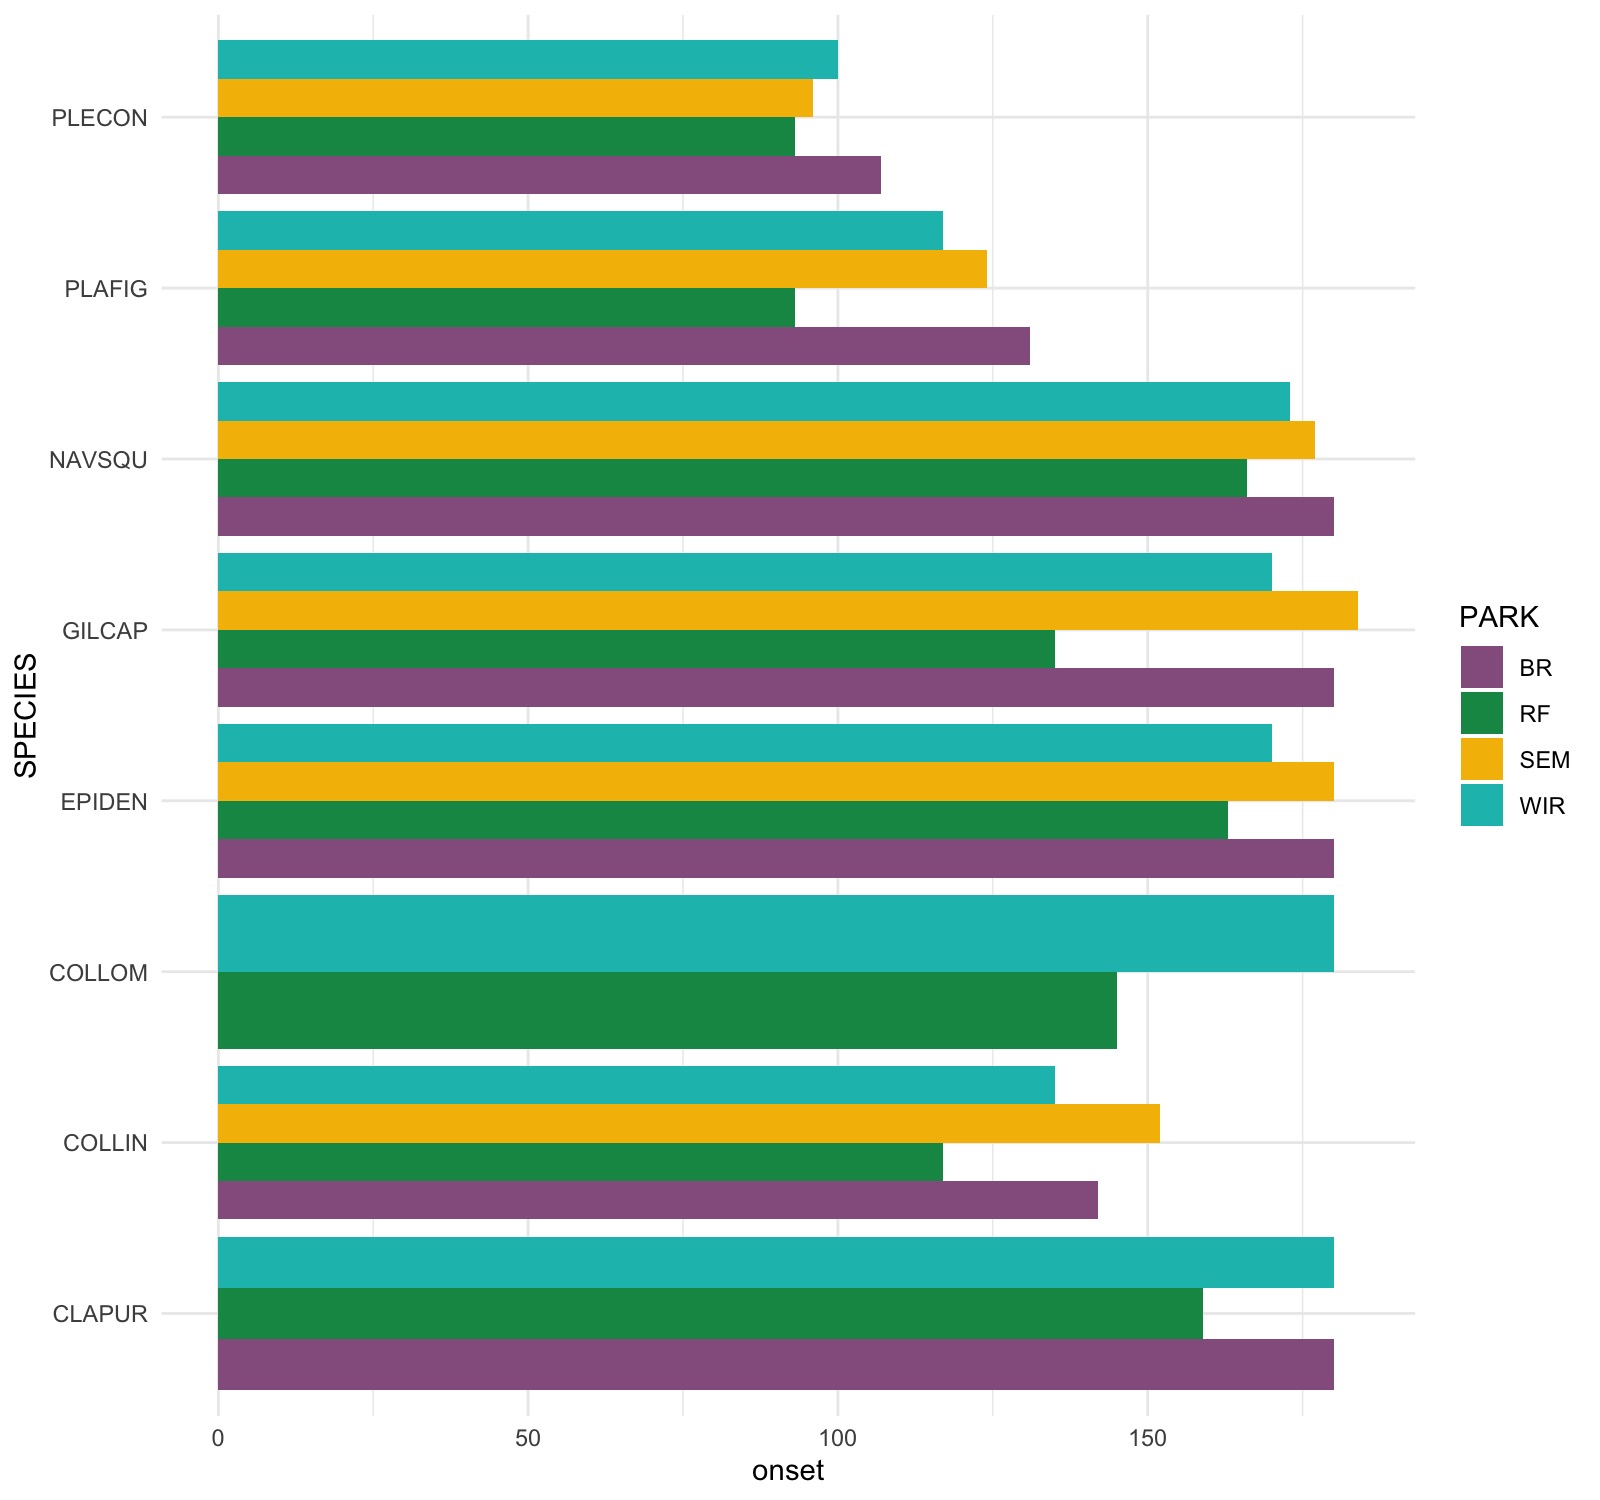 PLECON
PLAFIG
NAVSQU
GILCAP
EPIDEN
COLLOM
COLLIN
CLAPUR
SPECIES
0 50 100 150
onset
PARK
BR
RF
SEM
WIR